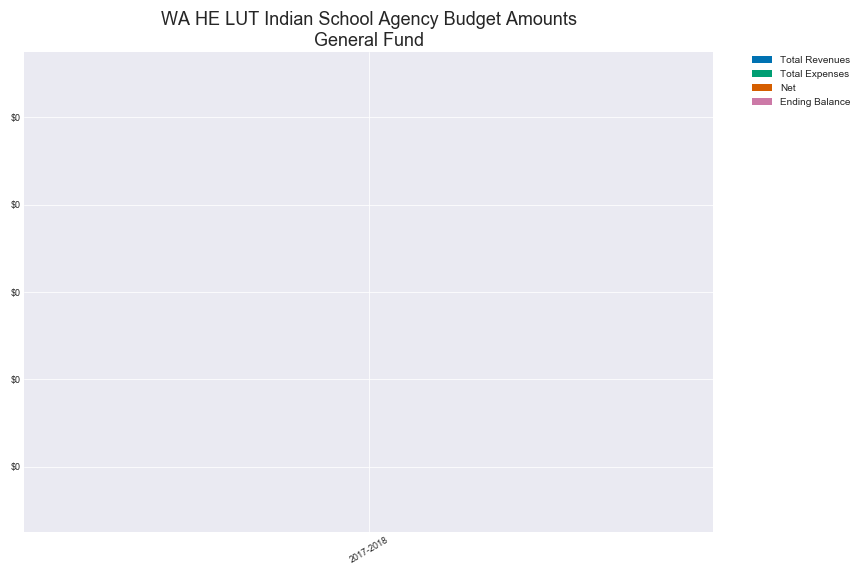 WA HE LUT Indian School Agency Budget Amounts
General Fund
Total Revenues
Total Expenses
Net
Ending Balance
$0
$0
$0
$0
$0
2017-2018